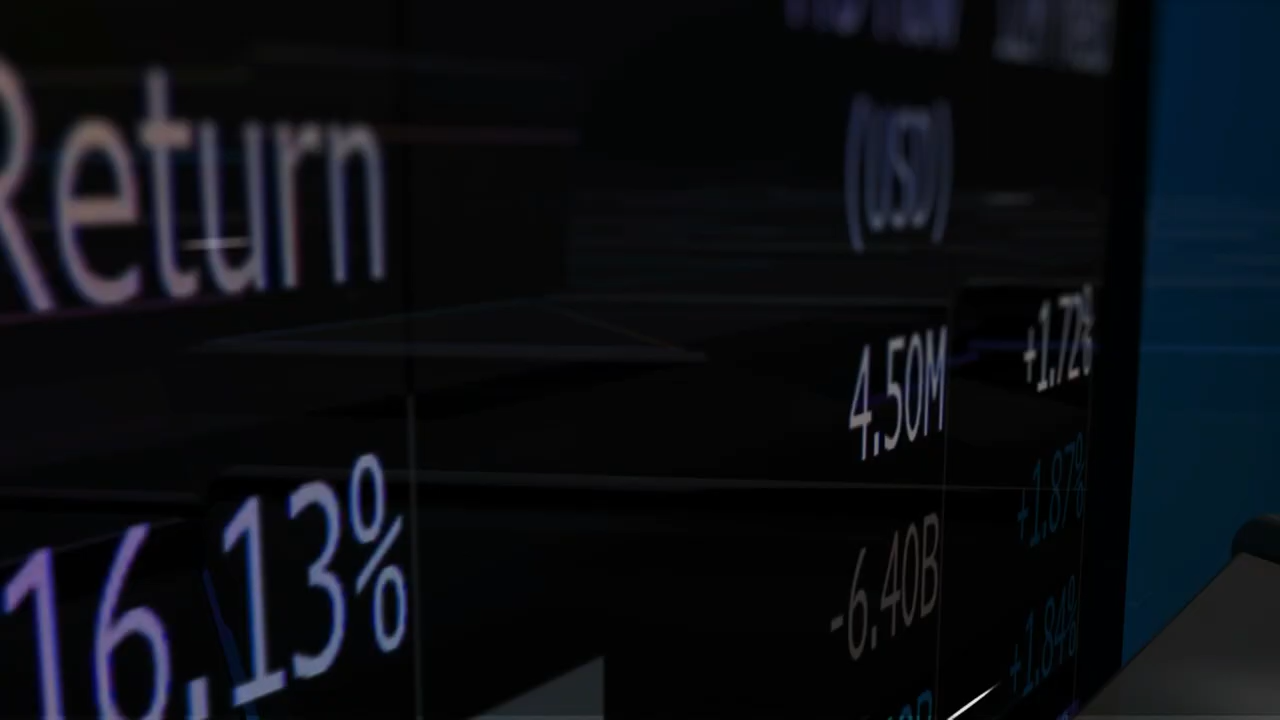 Return
(USD)
4.50M
+1.72%
+1.87%
16.13%
-6.40B
+1.84%